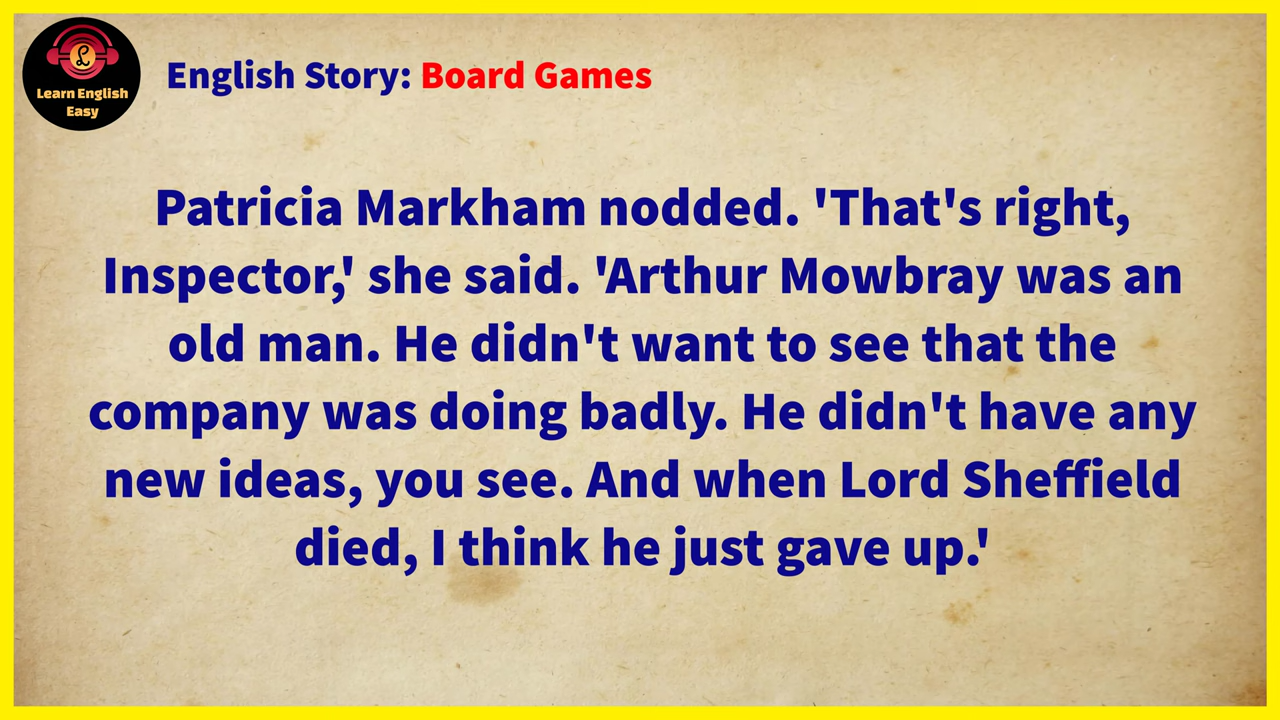 Learn English
Easy
English Story: Board Games
Patricia Markham nodded. 'That's right,
Inspector,' she said. 'Arthur Mowbray was an
old man. He didn't want to see that the
company was doing badly. He didn't have any
new ideas, you see. And when Lord Sheffield
died, I think he just gave up.'